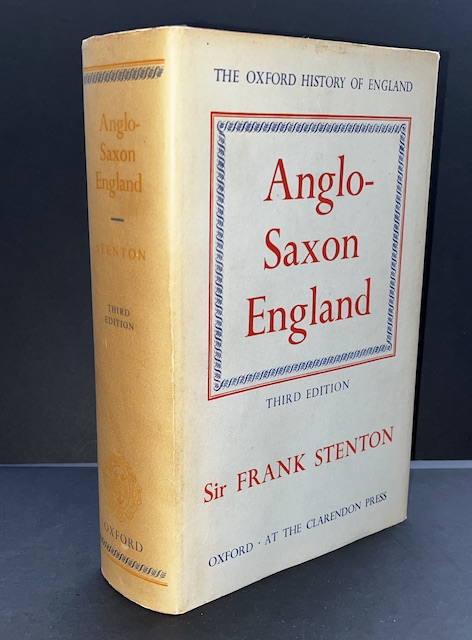 Anglo-
Saxon
England
STENTON
THIRD
EDITION
OXFORD
THE OXFORD HISTORY OF ENGLAND
Anglo-
Saxon
England
THIRD EDITION
Sir FRANK STENTON
OXFORD · AT THE CLARENDON PRESS